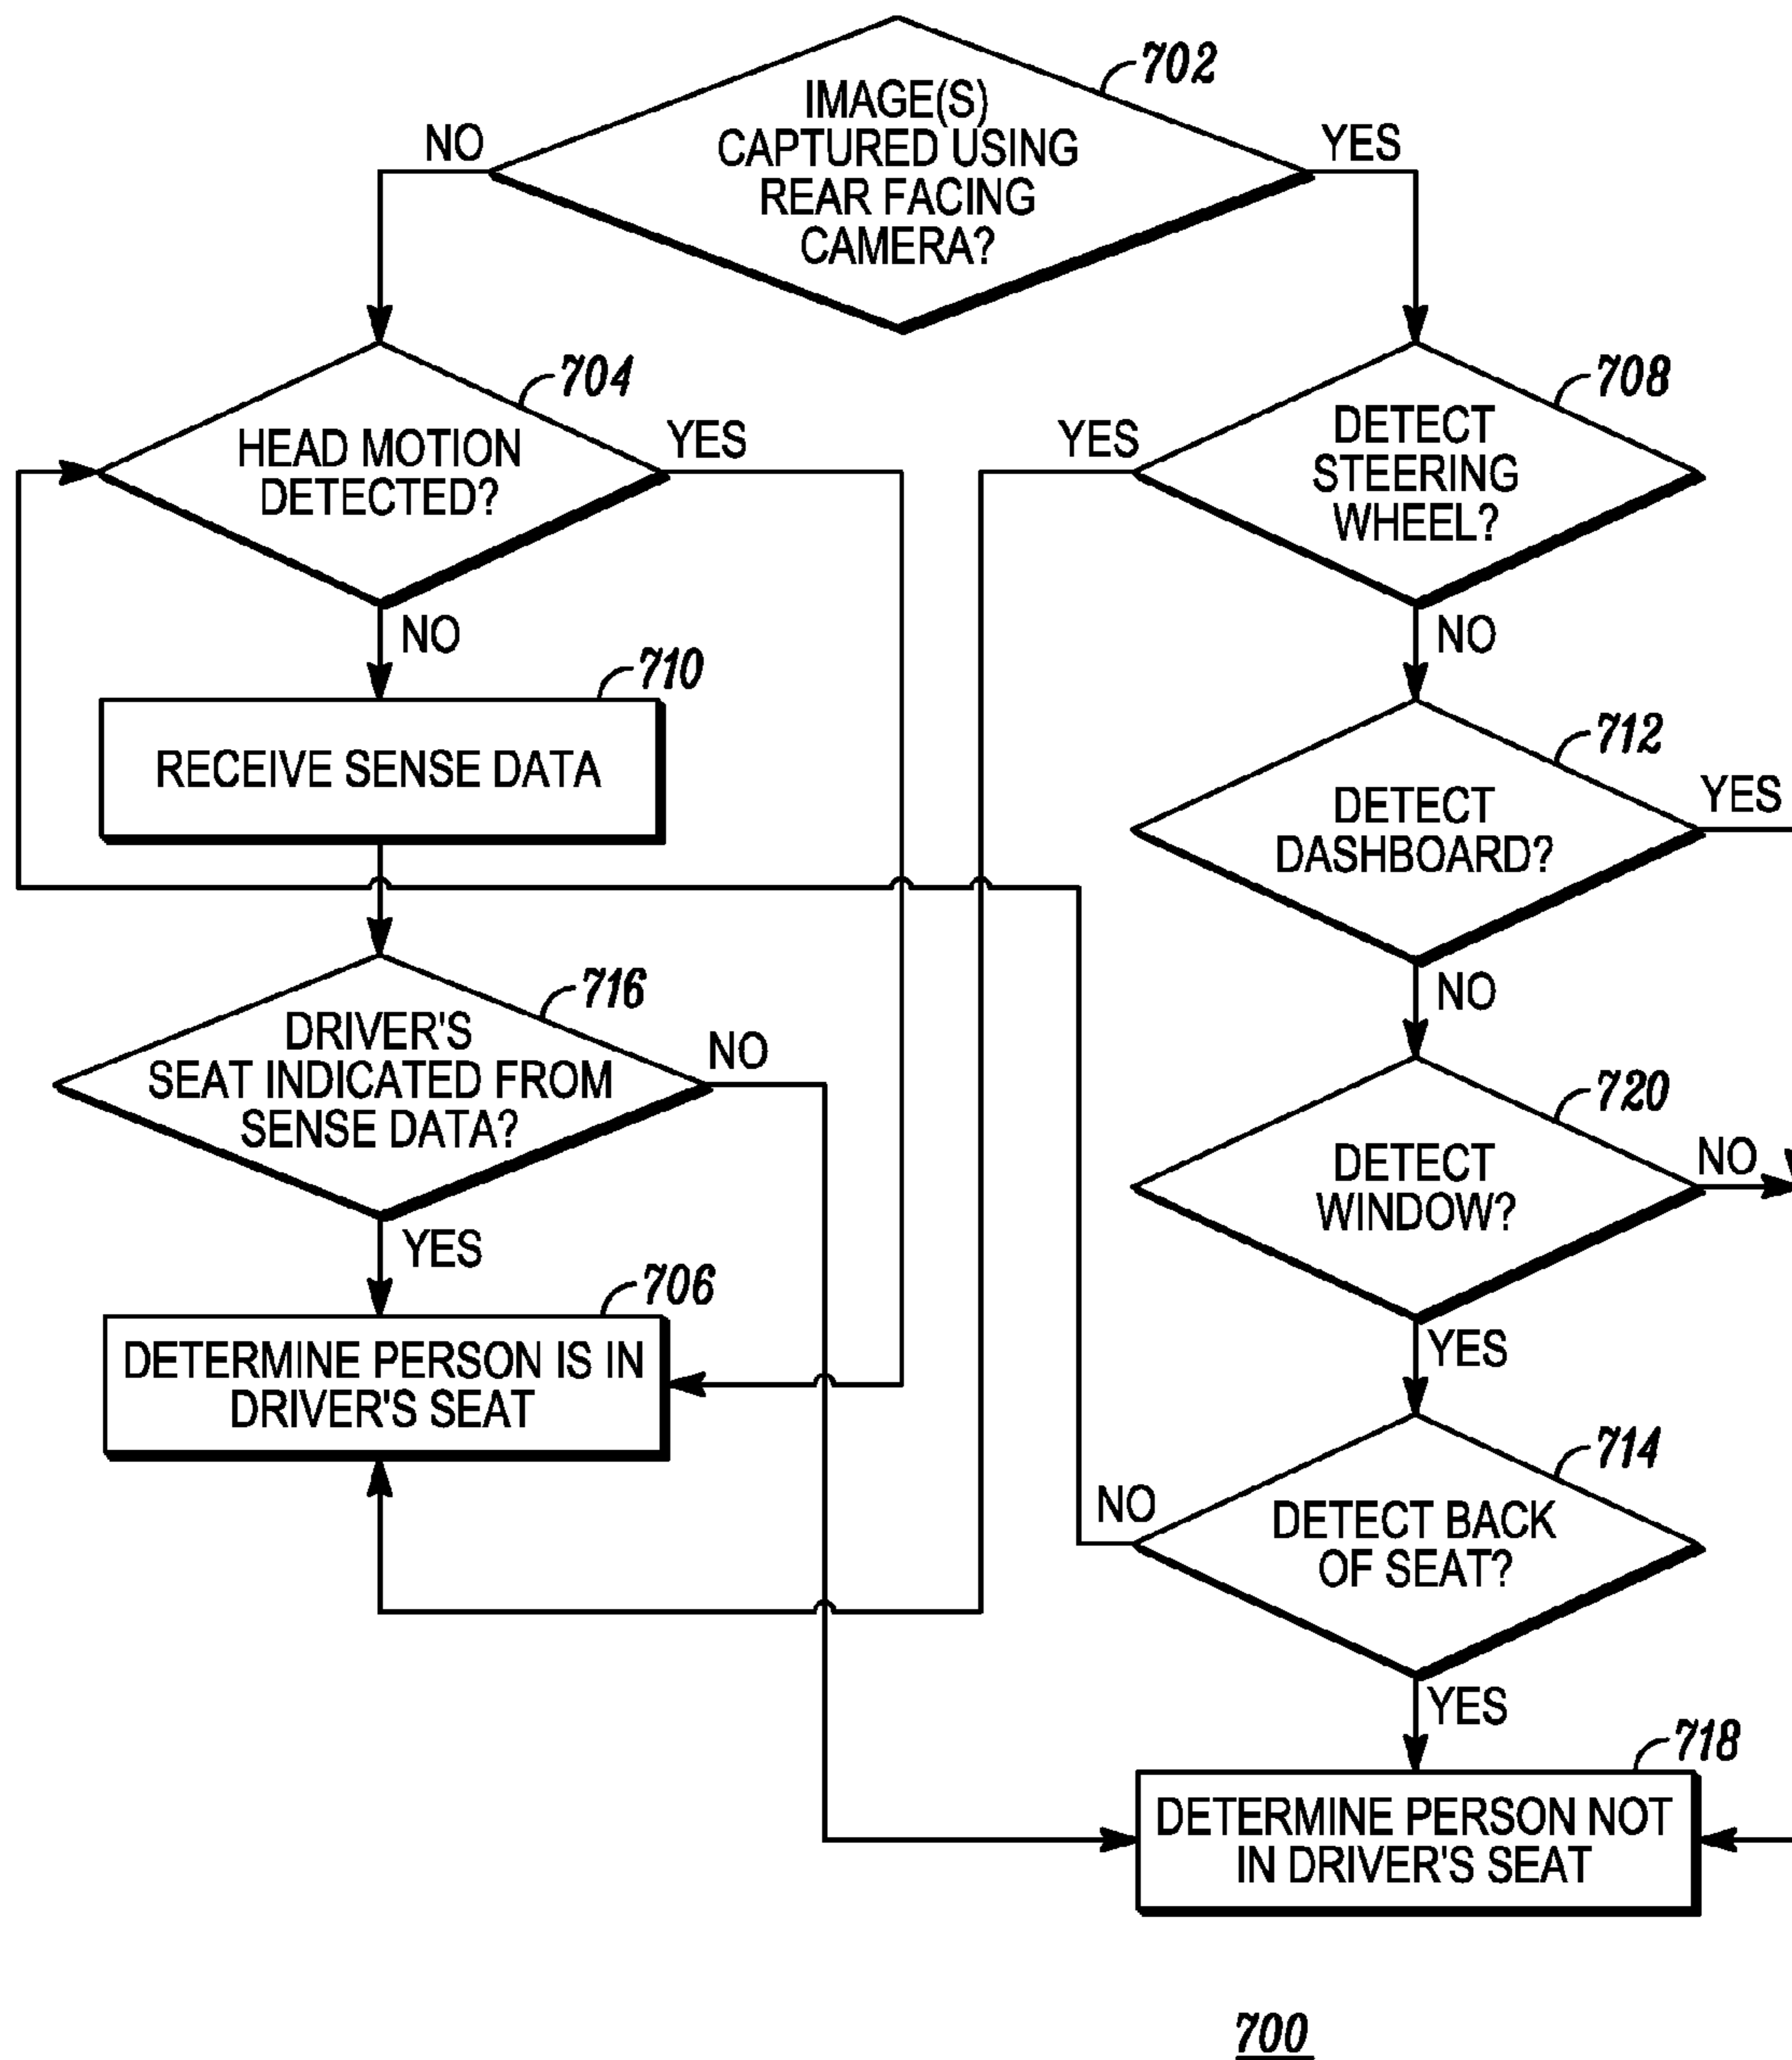 702
IMAGE(S)
CAPTURED USING
REAR FACING
CAMERA?
NO
YES
704
HEAD MOTION
DETECTED?
YES
NO
708
DETECT
STEERING
WHEEL?
YES
NO
710
RECEIVE SENSE DATA
712
DETECT
DASHBOARD?
YES
NO
716
DRIVER'S
SEAT INDICATED FROM
SENSE DATA?
NO
YES
720
DETECT
WINDOW?
NO
YES
706
DETERMINE PERSON IS IN
DRIVER'S SEAT
714
DETECT BACK
OF SEAT?
NO
YES
718
DETERMINE PERSON NOT
IN DRIVER'S SEAT
700